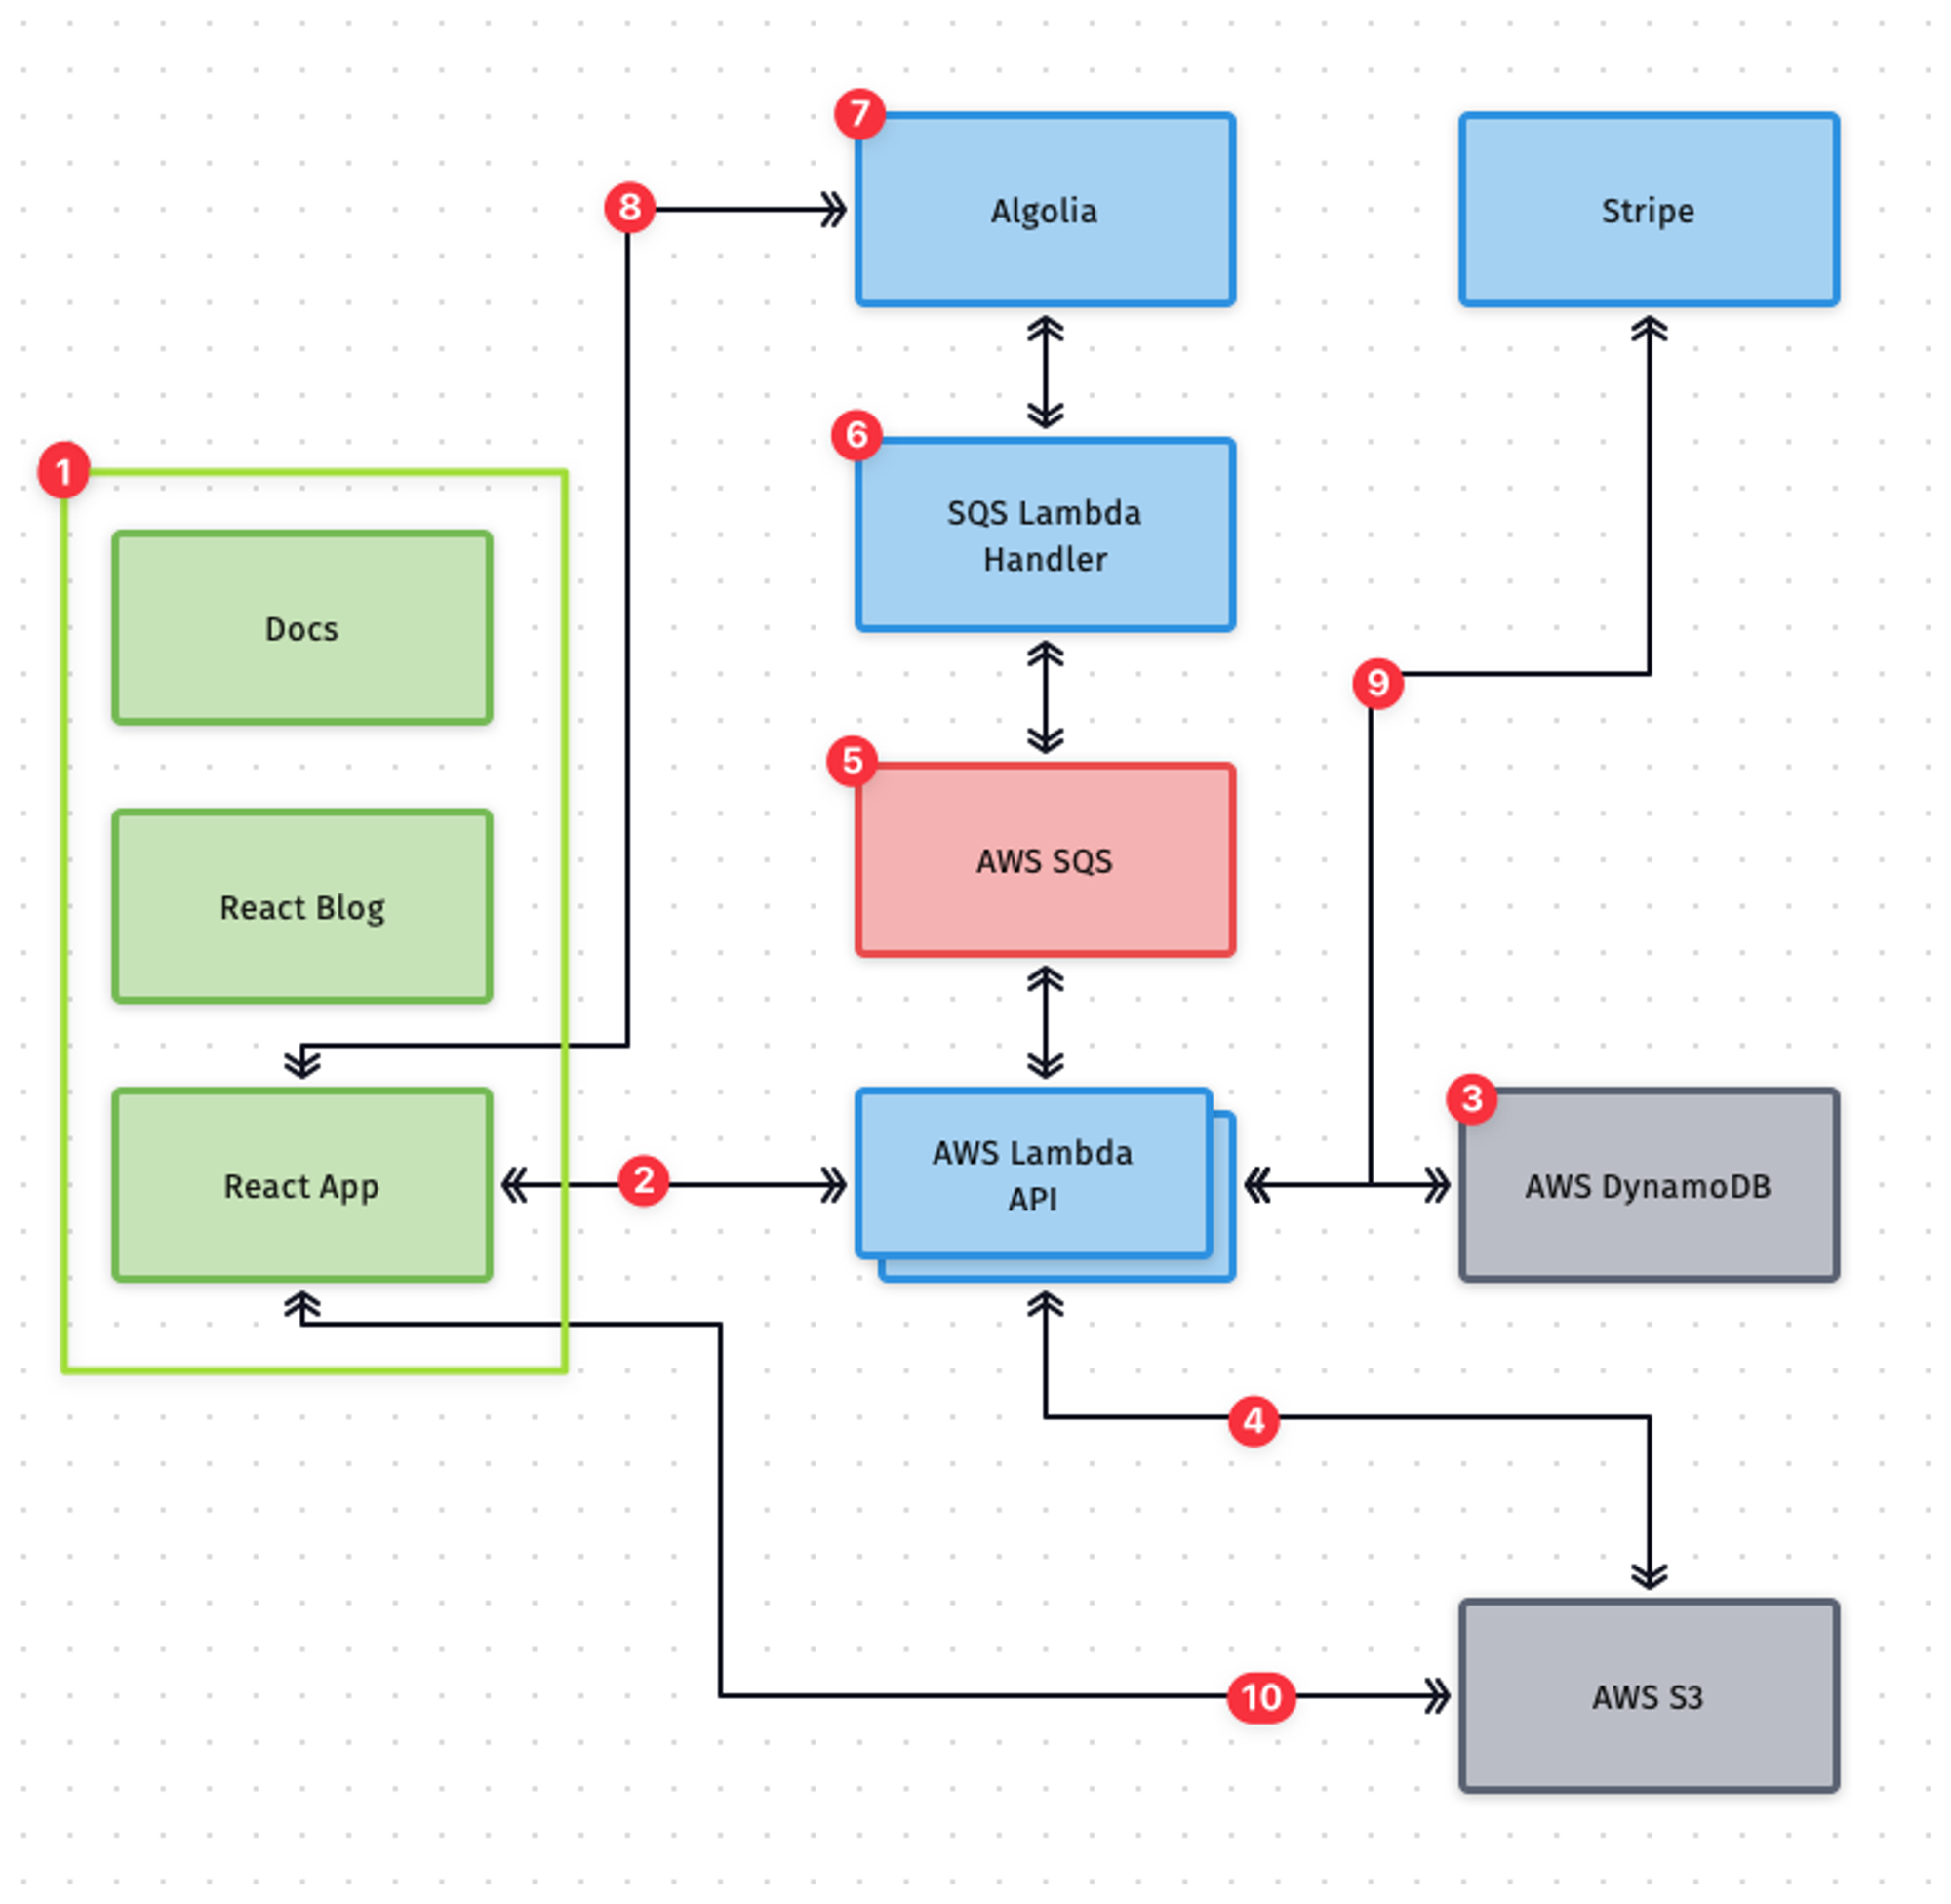 7
Algolia
Stripe
8
6
SQS Lambda
Handler
1
Docs
9
5
AWS SQS
React Blog
3
React App
2
AWS Lambda
API
AWS DynamoDB
4
10
AWS S3